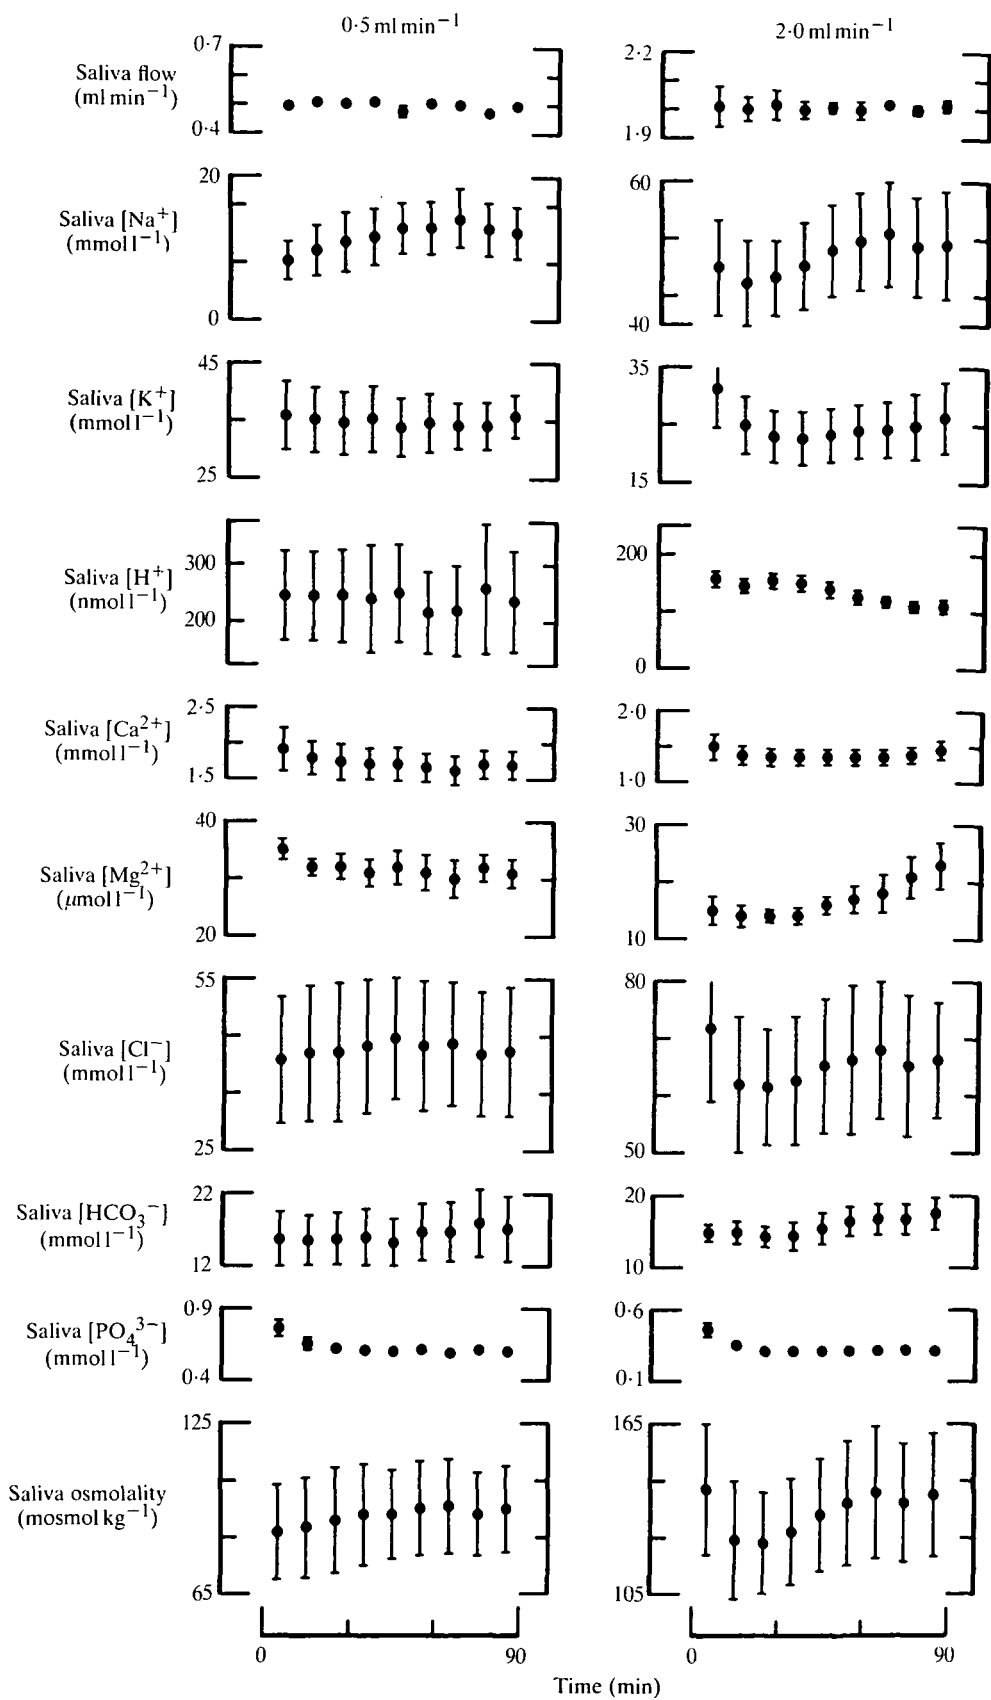 0·5 ml min⁻¹ 2·0 ml min⁻¹
Saliva flow
(ml min⁻¹)
0·7
0·4
2·2
1·9
Saliva [Na⁺]
(mmol l⁻¹)
20
0
60
40
Saliva [K⁺]
(mmol l⁻¹)
45
25
35
15
Saliva [H⁺]
(nmol l⁻¹)
300
200
200
0
Saliva [Ca²⁺]
(mmol l⁻¹)
2·5
1·5
2·0
1·0
Saliva [Mg²⁺]
(μmol l⁻¹)
40
20
30
10
Saliva [Cl⁻]
(mmol l⁻¹)
55
25
80
50
Saliva [HCO₃⁻]
(mmol l⁻¹)
22
12
20
10
Saliva [PO₄³⁻]
(mmol l⁻¹)
0·9
0·4
0·6
0·1
Saliva osmolality
(mosmol kg⁻¹)
125
65
165
105
0 90 0 90
Time (min)